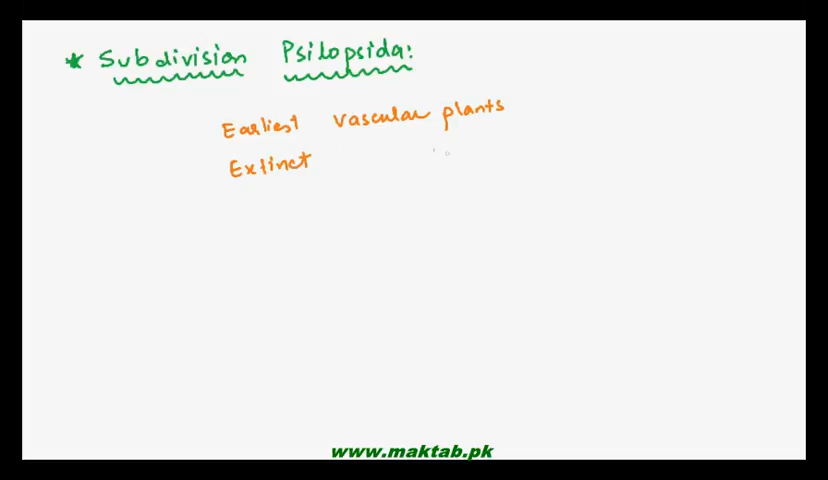 * Subdivision Psilopsida:
Earliest vascular plants
Extinct
www.maktab.pk